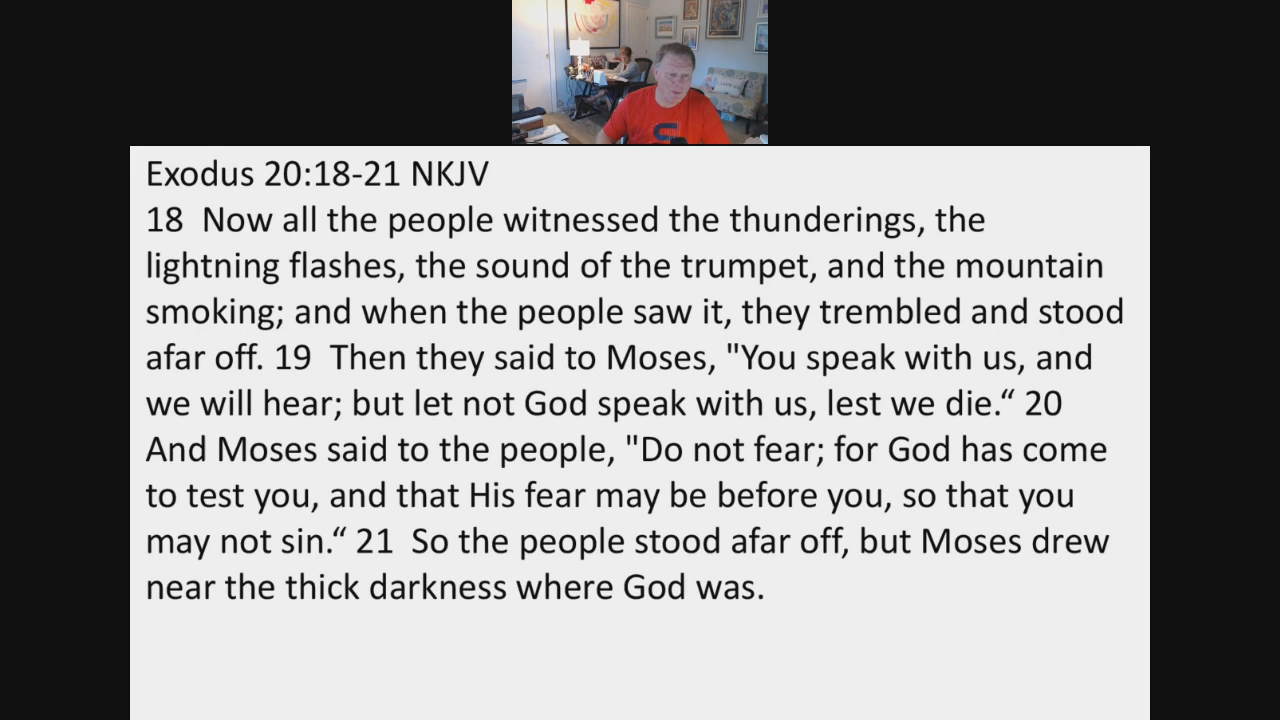 Exodus 20:18-21 NKJV
18  Now all the people witnessed the thunderings, the
lightning flashes, the sound of the trumpet, and the mountain
smoking; and when the people saw it, they trembled and stood
afar off. 19  Then they said to Moses, "You speak with us, and
we will hear; but let not God speak with us, lest we die.“ 20
And Moses said to the people, "Do not fear; for God has come
to test you, and that His fear may be before you, so that you
may not sin.“ 21  So the people stood afar off, but Moses drew
near the thick darkness where God was.